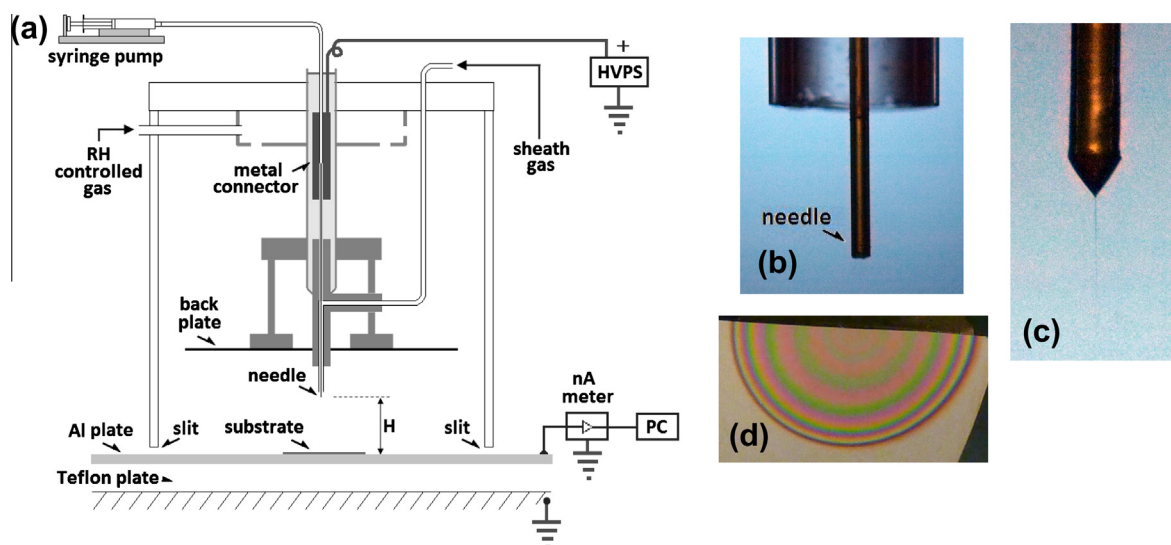 (a)
syringe pump
+
HVPS
RH
controlled
gas
metal
connector
sheath
gas
back
plate
needle
nA
meter
PC
H
Al plate
slit
substrate
slit
Teflon plate
needle
(b)
(c)
(d)